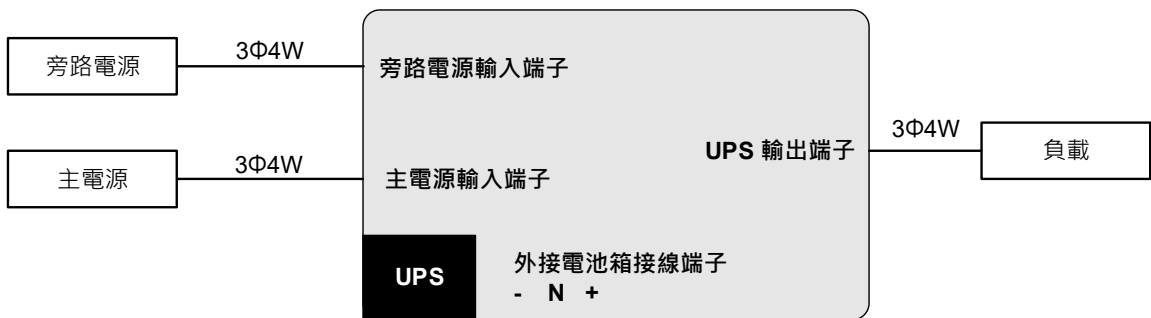 旁路電源
3Φ4W
旁路電源輸入端子
主電源
3Φ4W
主電源輸入端子
UPS 輸出端子
3Φ4W
負載
UPS
外接電池箱接線端子
- N +